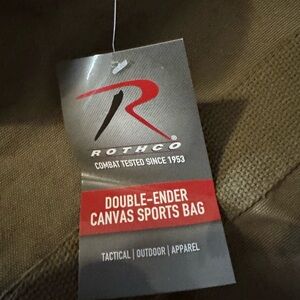 R
ROTHCO®
COMBAT TESTED SINCE 1953
DOUBLE-ENDER
CANVAS SPORTS BAG
TACTICAL | OUTDOOR | APPAREL